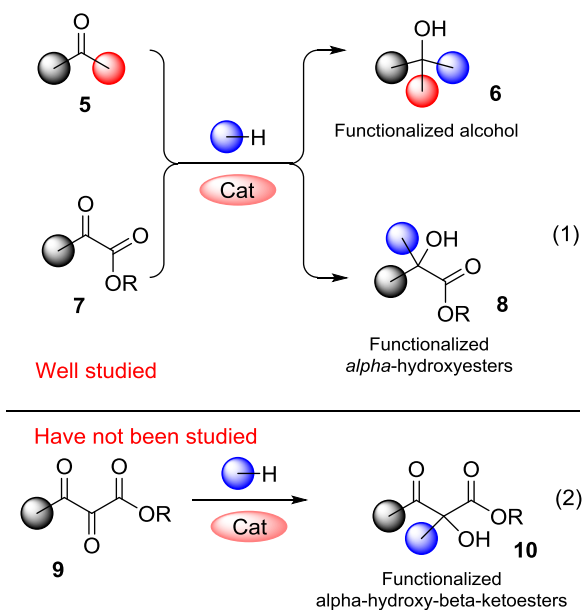 O
5
OH
6
Functionalized alcohol
H
Cat
(1)
O
O
OR
7
OH
O
OR
8
Functionalized
alpha-hydroxyesters
Well studied
Have not been studied
O
O
OR
O
9
H
Cat
O
O
OR
OH
10
(2)
Functionalized
alpha-hydroxy-beta-ketoesters